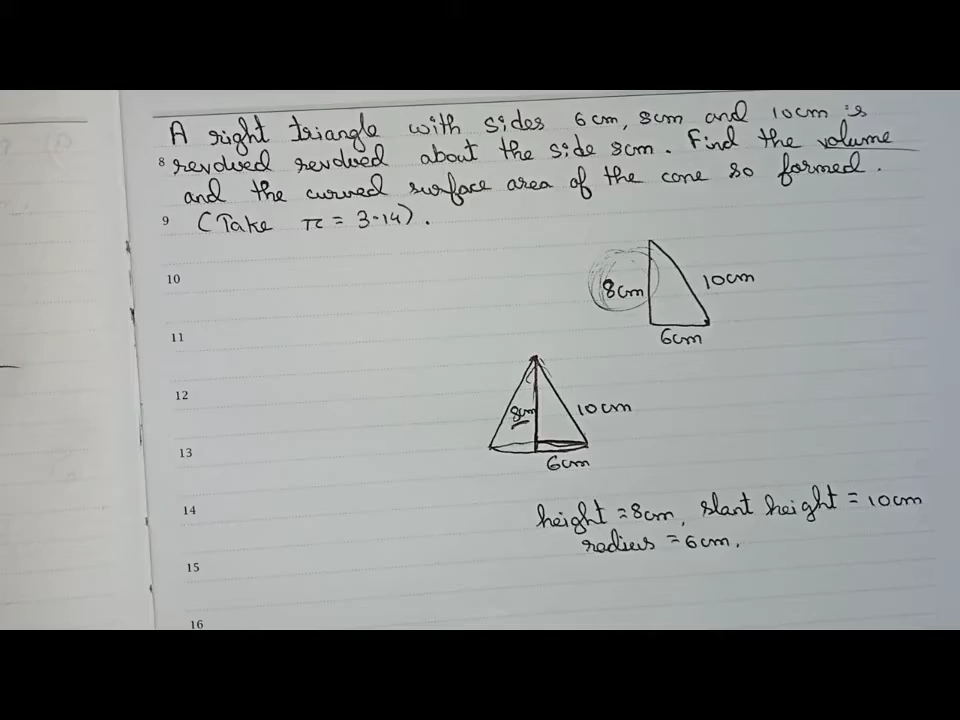 A right triangle with sides 6cm, 8cm and 10cm is
8 revolved revolved about the side 8cm. Find the volume
and the curved surface area of the cone so formed.
9 (Take π = 3.14).
10
8cm
10cm
6cm
11
12
8cm
10cm
13
6cm
14
height = 8cm, slant height = 10cm
radius = 6cm.
15
16